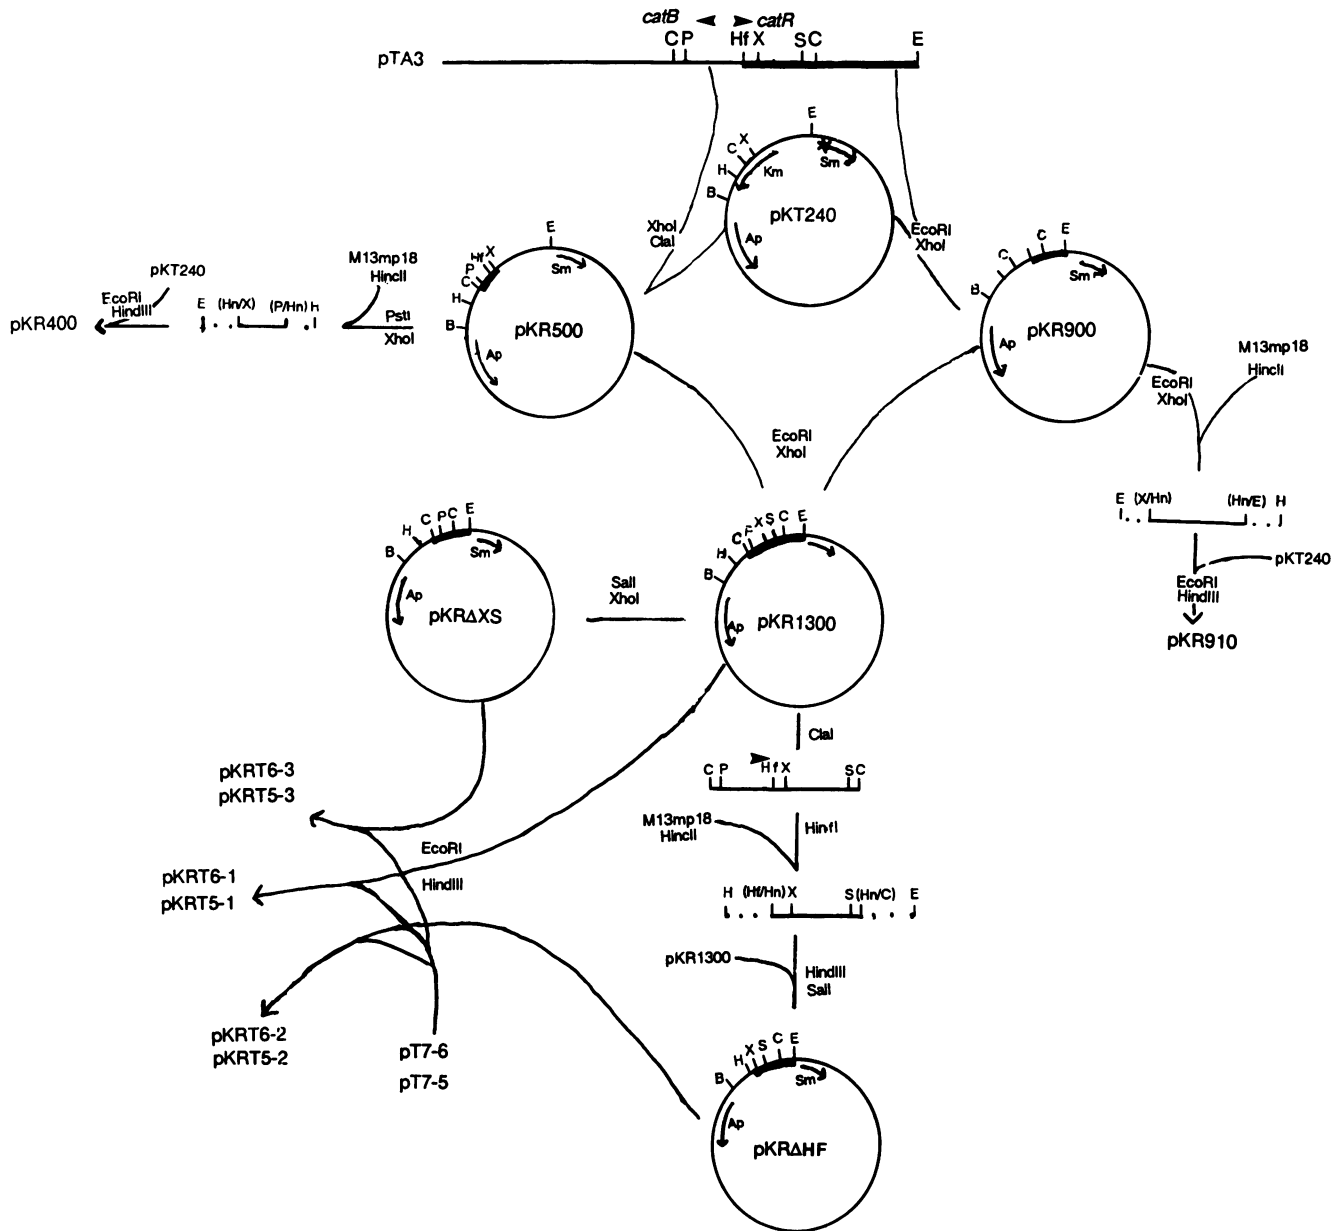 catB catR
C P Hf X S C E
pTA3
E
X
C
H
B
Km
Sm
pKT240
Ap
XhoI
ClaI
EcoRI
XhoI
E
X
Hf
P
C
H
B
Sm
pKR500
Ap
M13mp18
HincII
PstI
XhoI
pKT240
EcoRI
HindIII
E (Hn/X) (P/Hn) H
pKR400
E
C
C
B
Sm
pKR900
Ap
M13mp18
HincII
EcoRI
XhoI
E (X/Hn) (Hn/E) H
pKT240
EcoRI
HindIII
pKR910
EcoRI
XhoI
C P C E
H
B
Sm
Ap
pKRΔXS
SalI
XhoI
C P X S C E
H
B
Ap
pKR1300
ClaI
C P Hf X S C
M13mp18
HincII
HinfI
H (Hf/Hn) X S (Hn/C) E
pKR1300
HindIII
SalI
pKRT6-3
pKRT5-3
EcoRI
HindIII
pKRT6-1
pKRT5-1
pKRT6-2
pKRT5-2
pT7-6
pT7-5
H X S C E
B
Sm
Ap
pKRΔHF